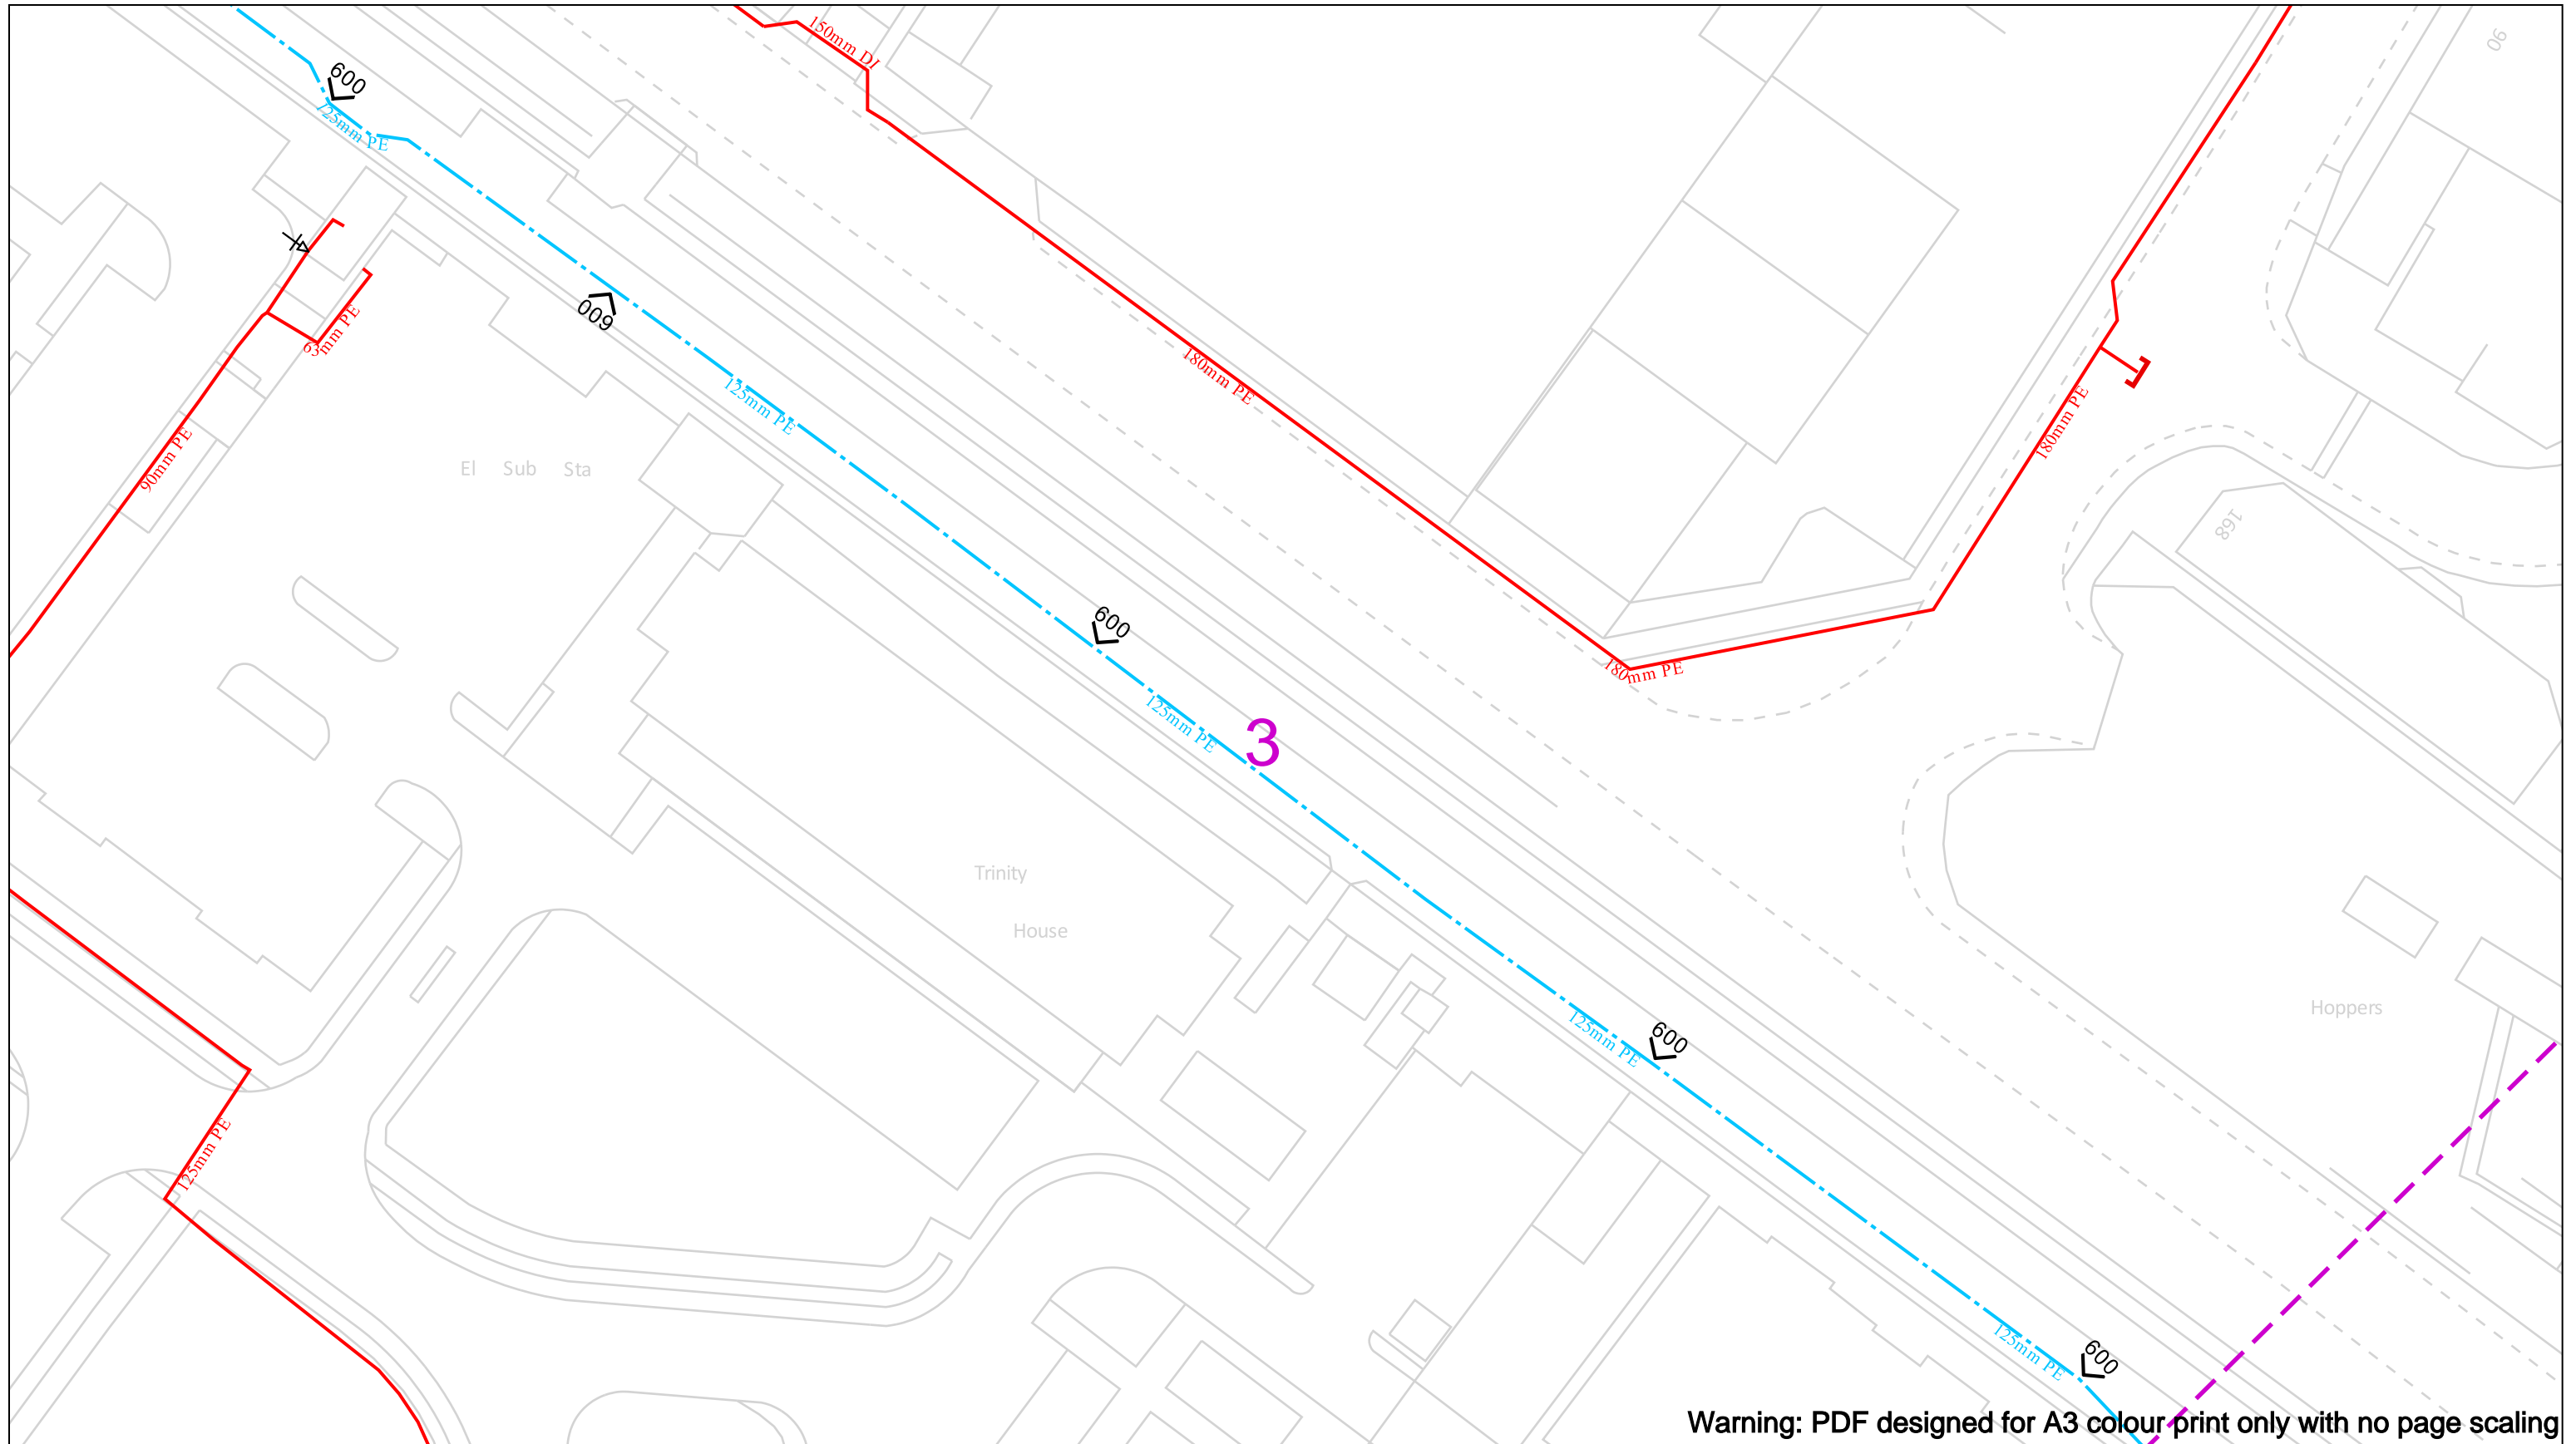 150mm DI
90
600
125mm PE
600
63mm PE
180mm PE
125mm PE
180mm PE
90mm PE
El Sub Sta
168
600
180mm PE
125mm PE
3
Trinity
House
Hoppers
125mm PE
600
125mm PE
125mm PE
600
Warning: PDF designed for A3 colour print only with no page scaling